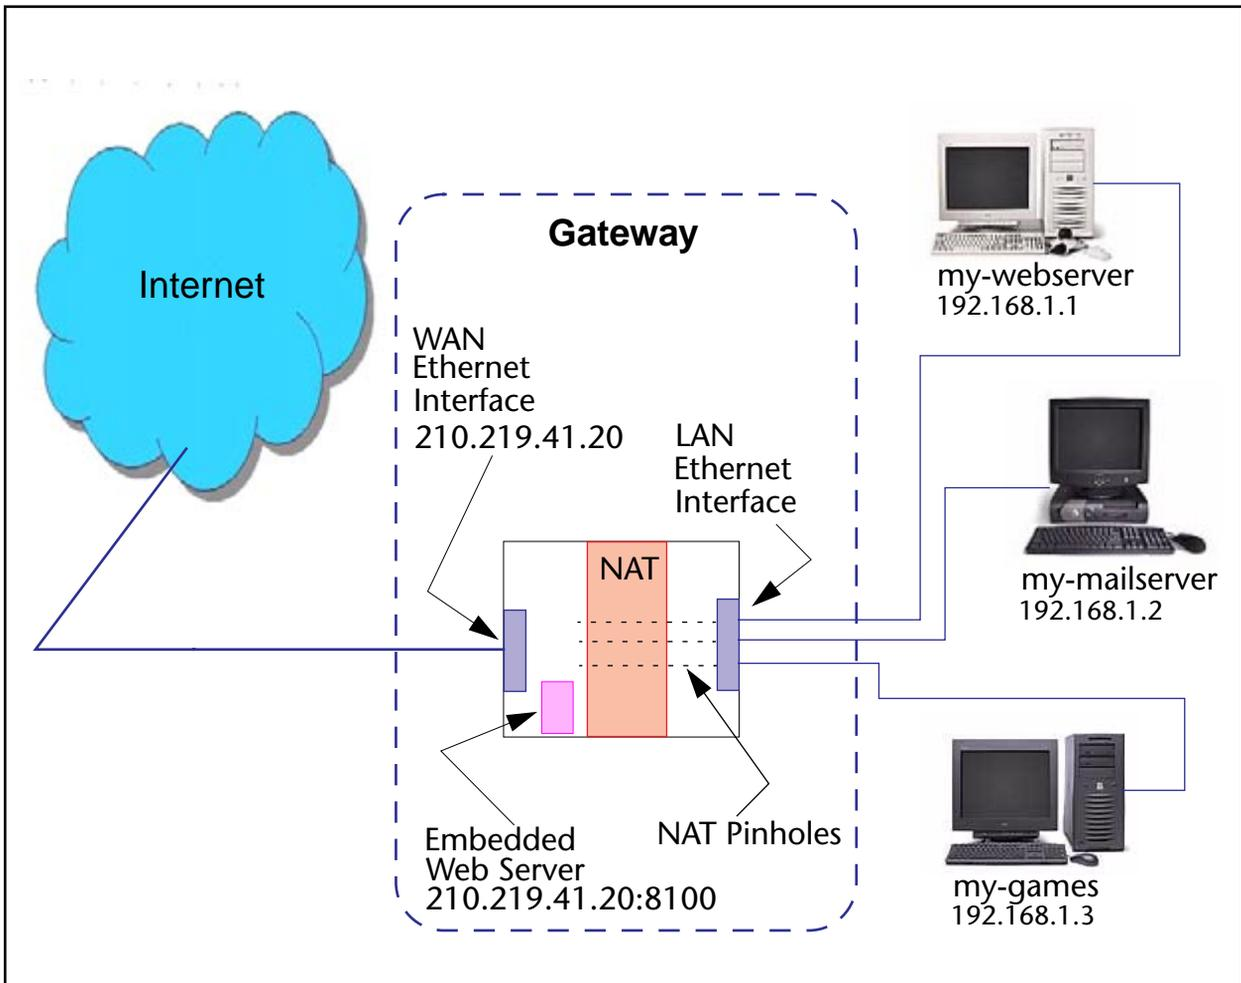 Gateway
Internet
WAN
Ethernet
Interface
210.219.41.20
LAN
Ethernet
Interface
NAT
Embedded
Web Server
210.219.41.20:8100
NAT Pinholes
my-webserver
192.168.1.1
my-mailserver
192.168.1.2
my-games
192.168.1.3